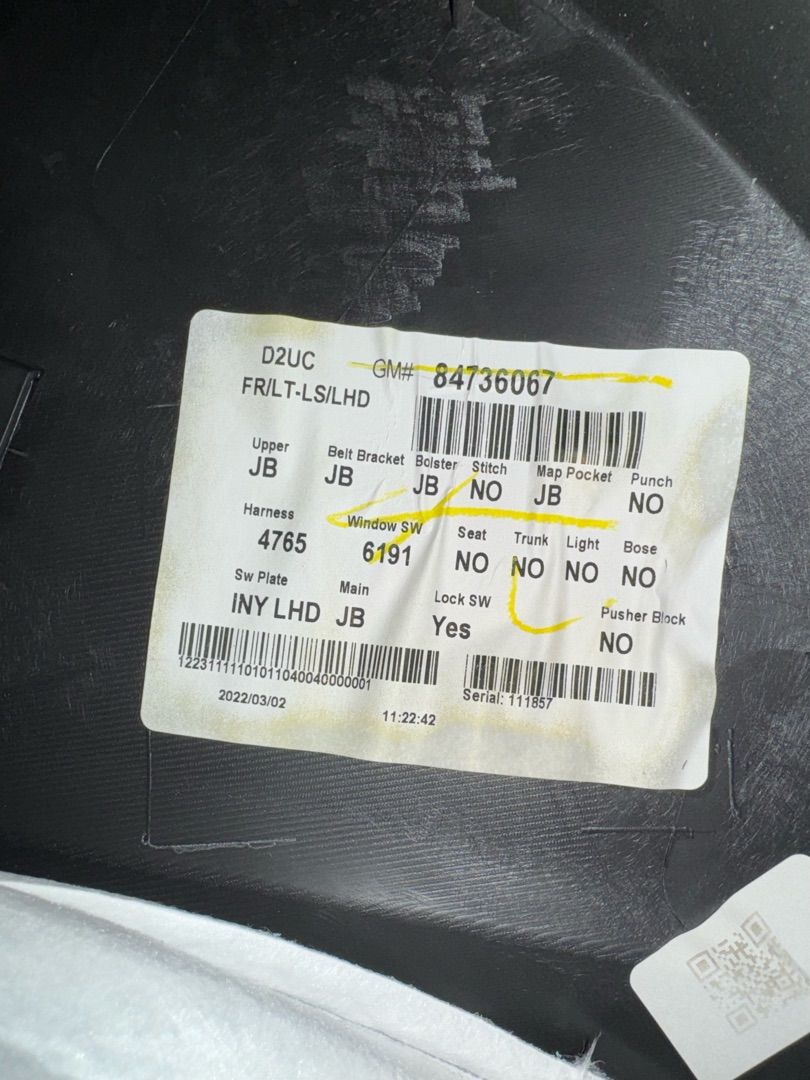 D2UC GM# 84736067
FR/LT-LS/LHD
Upper Belt Bracket Bolster Stitch Map Pocket Punch
JB JB JB NO JB NO
Harness Window SW Seat Trunk Light Bose
4765 6191 NO NO NO NO
Sw Plate Main Lock SW Pusher Block
INY LHD JB Yes NO
1223111110101104004000001 Serial: 111857
2022/03/02 11:22:42